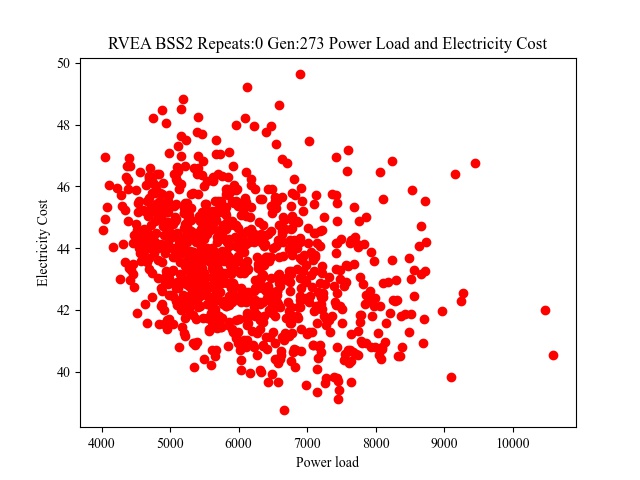 RVEA BSS2 Repeats:0 Gen:273 Power Load and Electricity Cost
50
48
46
44
42
40
Electricity Cost
4000 5000 6000 7000 8000 9000 10000
Power load